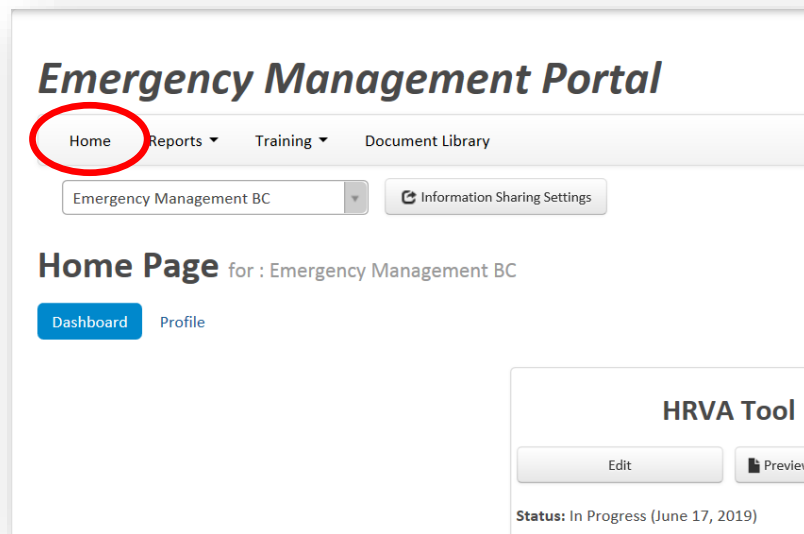 Emergency Management Portal
Home Reports Training Document Library
Emergency Management BC Information Sharing Settings
Home Page for : Emergency Management BC
Dashboard Profile
HRVA Tool
Edit
Status: In Progress (June 17, 2019)